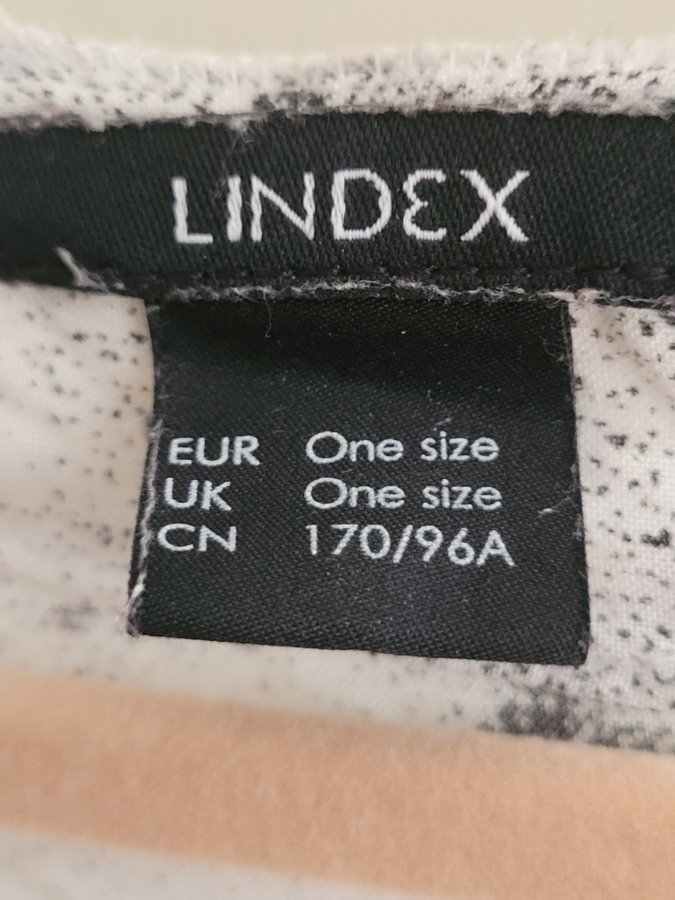 LINDEX
EUR One size
UK One size
CN 170/96A